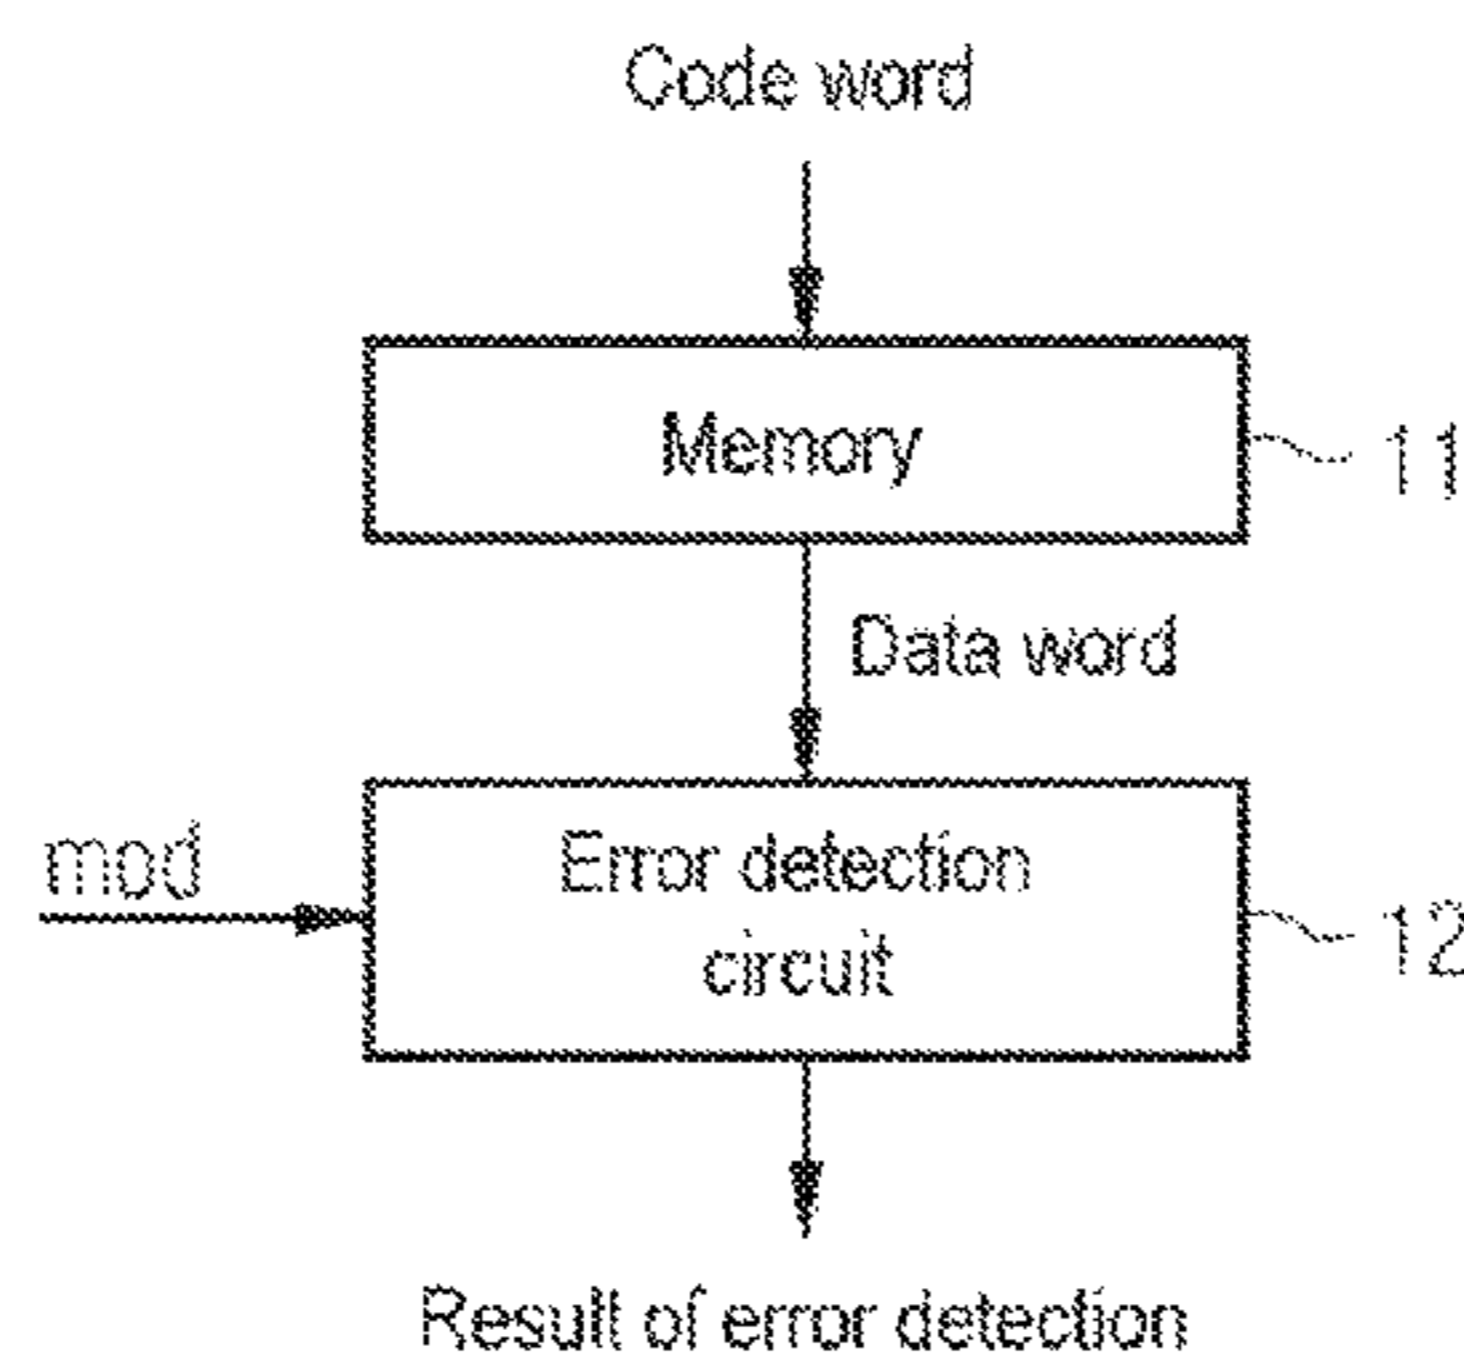 Code word
Memory
11
Data word
mod
Error detection
circuit
12
Result of error detection